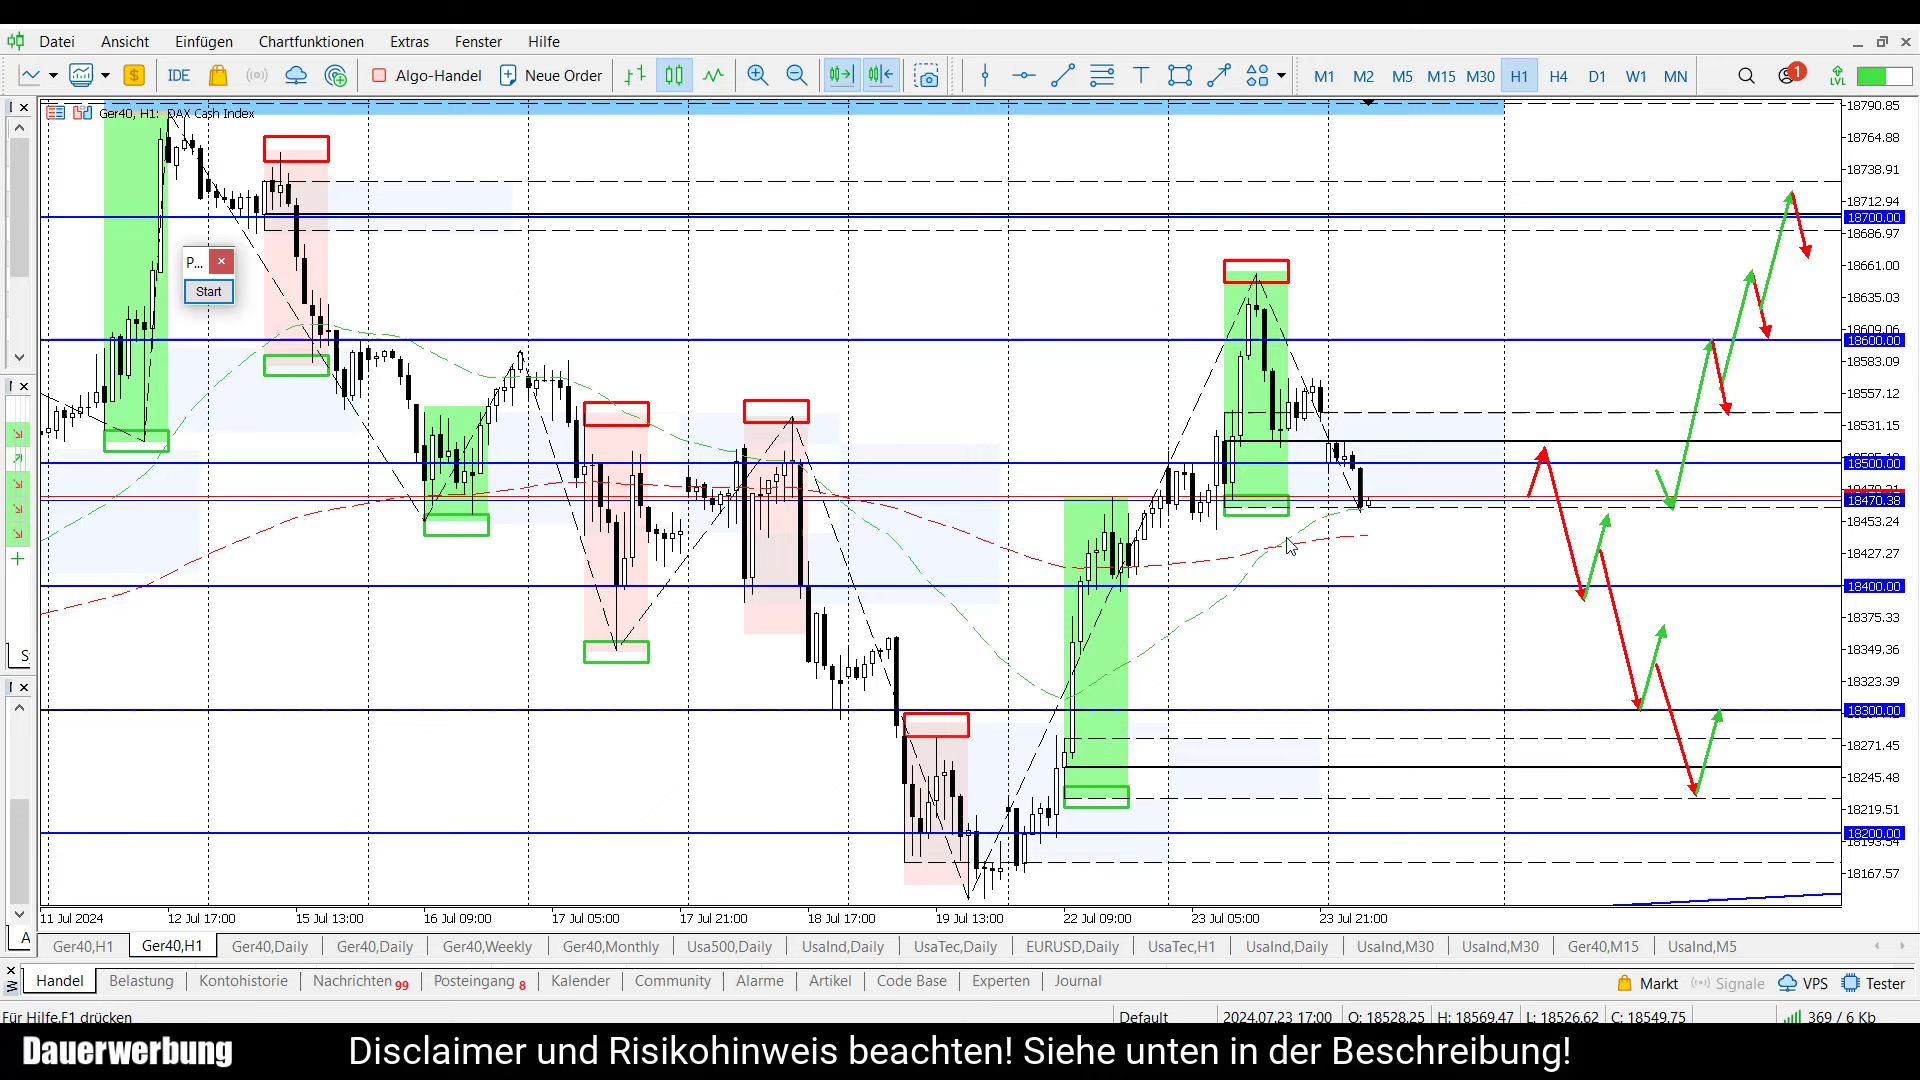 Datei Ansicht Einfügen Chartfunktionen Extras Fenster Hilfe
IDE Algo-Handel Neue Order M1 M2 M5 M15 M30 H1 H4 D1 W1 MN 1
Ger40, H1: DAX Cash Index
P...
Start
18790.85
18764.88
18738.91
18712.94
18700.00
18686.97
18661.00
18635.03
18609.06
18600.00
18583.09
18557.12
18531.15
18500.00
18470.38
18453.24
18427.27
18400.00
18375.33
18349.36
18323.39
18300.00
18271.45
18245.48
18219.51
18200.00
18193.54
18167.57
11 Jul 2024 12 Jul 17:00 15 Jul 13:00 16 Jul 09:00 17 Jul 05:00 17 Jul 21:00 18 Jul 17:00 19 Jul 13:00 22 Jul 09:00 23 Jul 05:00 23 Jul 21:00
Ger40,H1 Ger40,H1 Ger40,Daily Ger40,Daily Ger40,Weekly Ger40,Monthly Usa500,Daily UsaInd,Daily UsaTec,Daily EURUSD,Daily UsaTec,H1 UsaInd,Daily UsaInd,M30 UsaInd,M30 Ger40,M15 UsaInd,M5
Handel Belastung Kontohistorie Nachrichten 99 Posteingang 8 Kalender Community Alarme Artikel Code Base Experten Journal Markt Signale VPS Tester
Für Hilfe,F1 drücken Default 2024.07.23 17:00 O: 18528.25 H: 18569.47 L: 18526.62 C: 18549.75 369 / 6 Kb
Dauerwerbung Disclaimer und Risikohinweis beachten! Siehe unten in der Beschreibung!